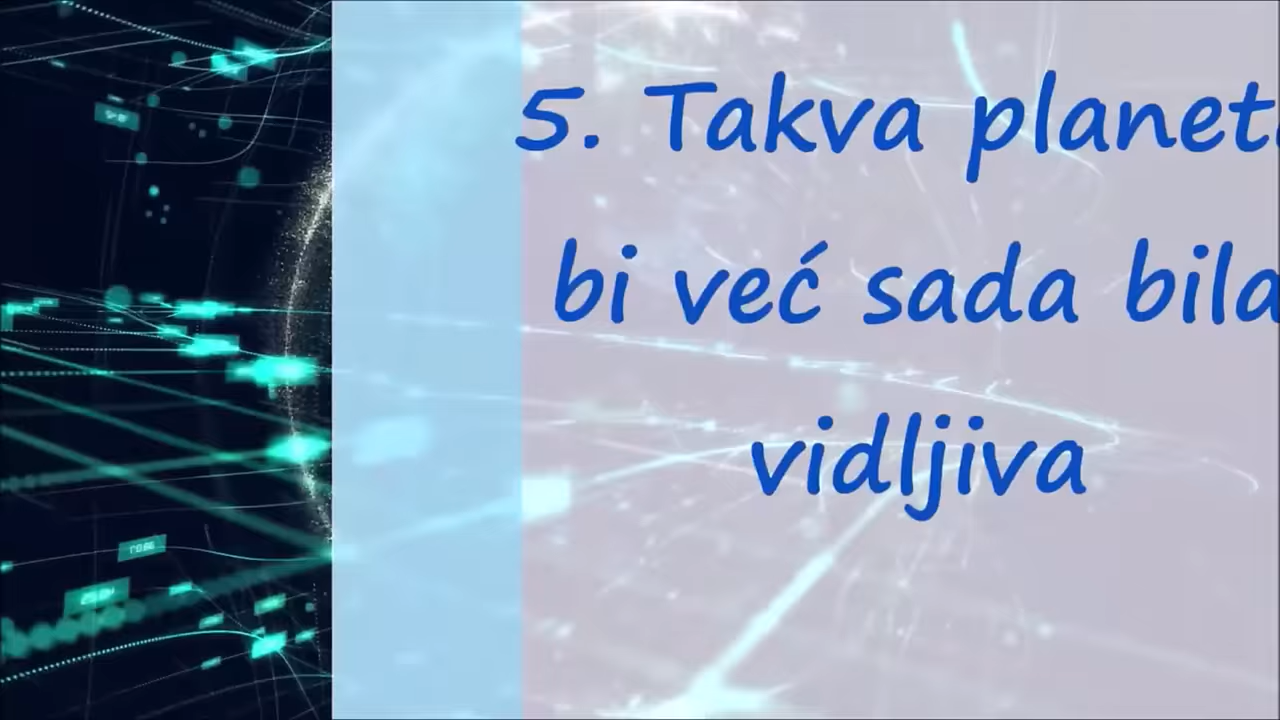 5. Takva planet
bi već sada bila
vidljiva